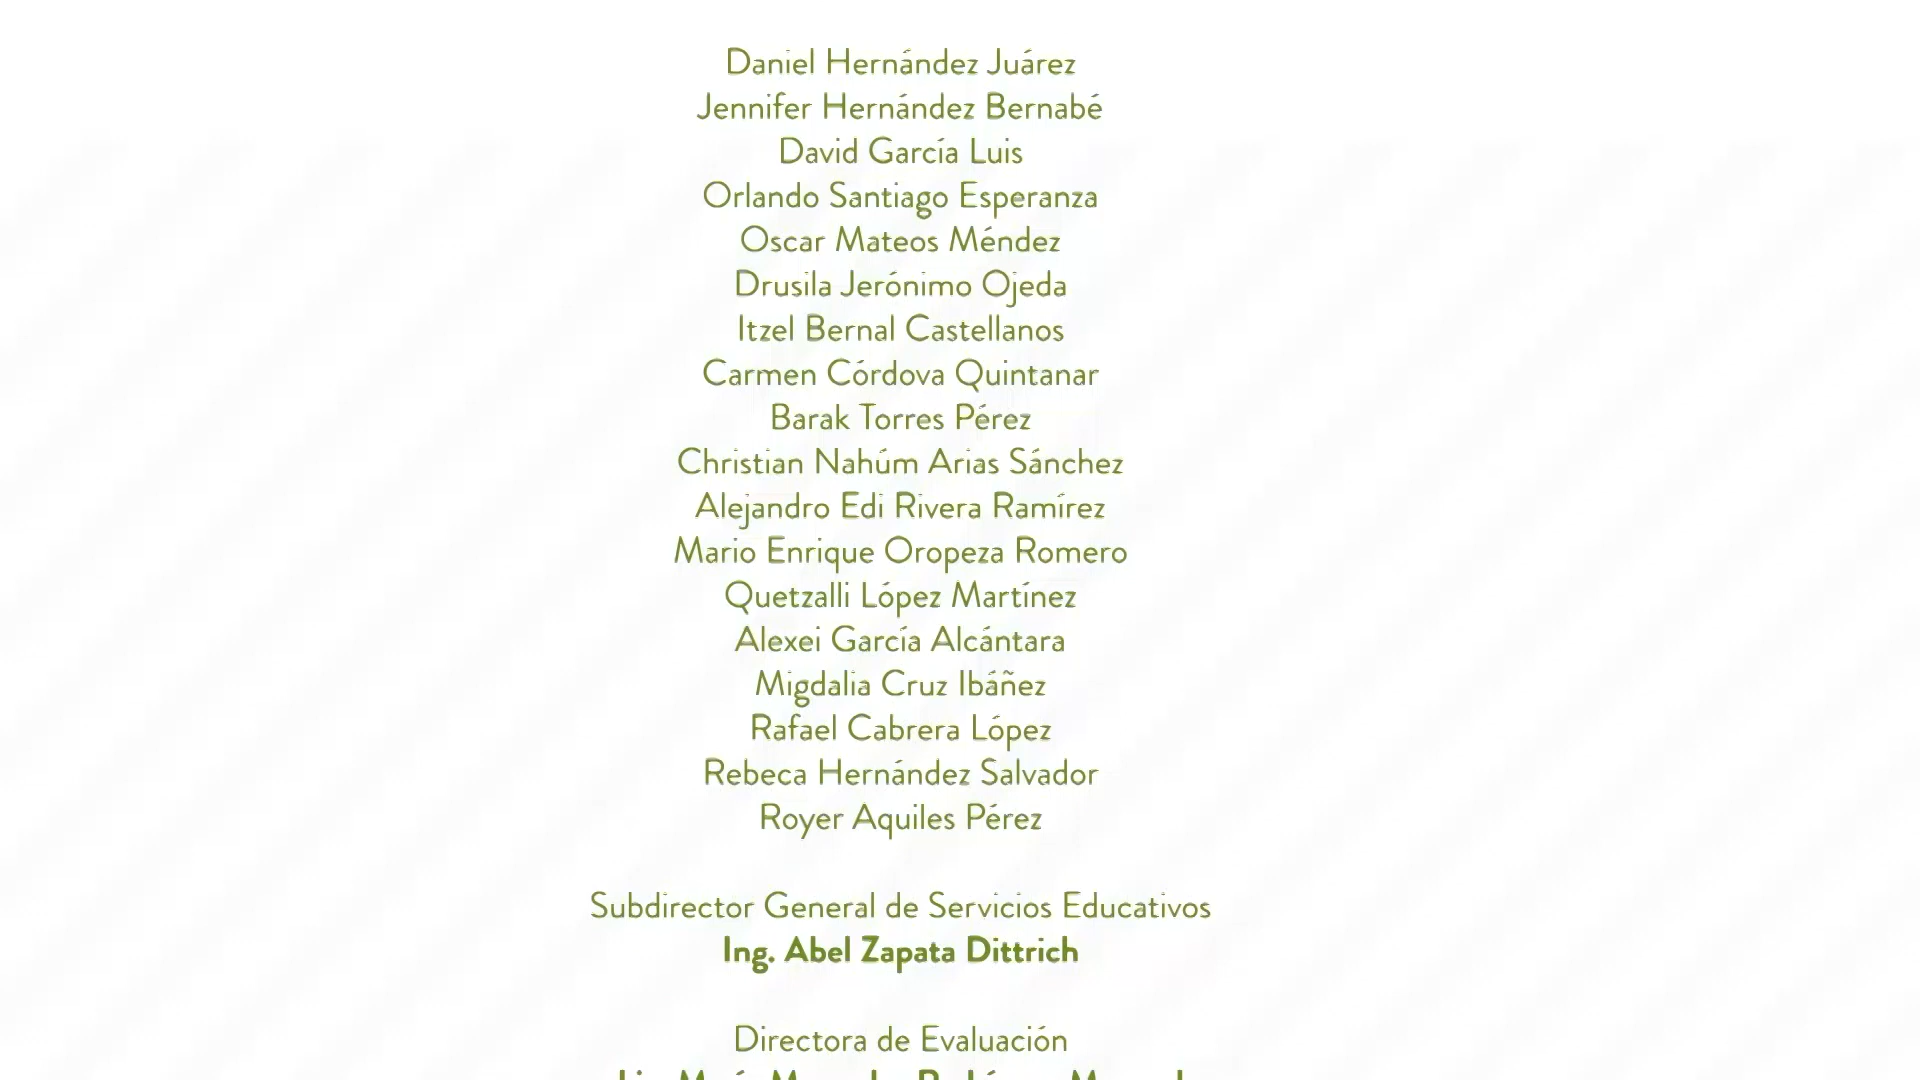 Daniel Hernández Juárez
Jennifer Hernández Bernabé
David García Luis
Orlando Santiago Esperanza
Oscar Mateos Méndez
Drusila Jerónimo Ojeda
Itzel Bernal Castellanos
Carmen Córdova Quintanar
Barak Torres Pérez
Christian Nahúm Arias Sánchez
Alejandro Edi Rivera Ramírez
Mario Enrique Oropeza Romero
Quetzalli López Martínez
Alexei García Alcántara
Migdalia Cruz Ibáñez
Rafael Cabrera López
Rebeca Hernández Salvador
Royer Aquiles Pérez
Subdirector General de Servicios Educativos
Ing. Abel Zapata Dittrich
Directora de Evaluación